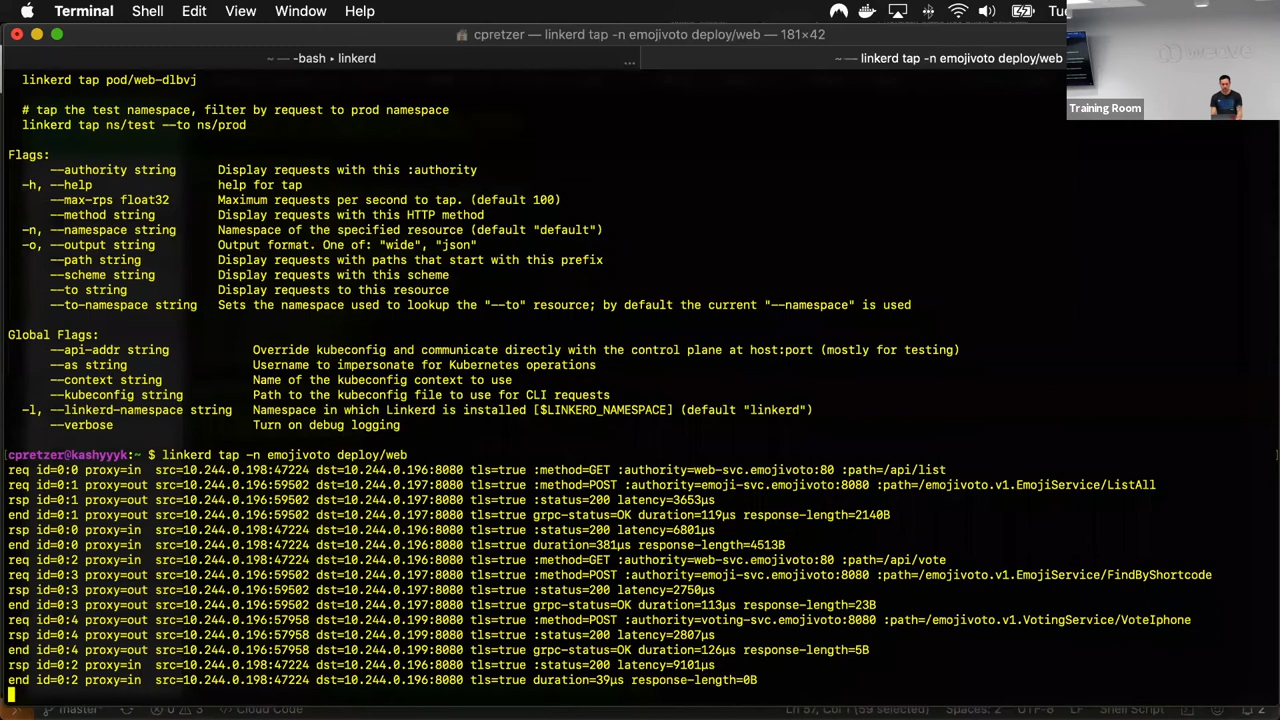 Terminal Shell Edit View Window Help Tu
cpretzer — linkerd tap -n emojivoto deploy/web — 181×42
~ — -bash ▸ linkerd ... ~ — linkerd tap -n emojivoto deploy/web
Training Room
linkerd tap pod/web-dlbvj
# tap the test namespace, filter by request to prod namespace
linkerd tap ns/test --to ns/prod
Flags:
--authority string Display requests with this :authority
-h, --help help for tap
--max-rps float32 Maximum requests per second to tap. (default 100)
--method string Display requests with this HTTP method
-n, --namespace string Namespace of the specified resource (default "default")
-o, --output string Output format. One of: "wide", "json"
--path string Display requests with paths that start with this prefix
--scheme string Display requests with this scheme
--to string Display requests to this resource
--to-namespace string Sets the namespace used to lookup the "--to" resource; by default the current "--namespace" is used
Global Flags:
--api-addr string Override kubeconfig and communicate directly with the control plane at host:port (mostly for testing)
--as string Username to impersonate for Kubernetes operations
--context string Name of the kubeconfig context to use
--kubeconfig string Path to the kubeconfig file to use for CLI requests
-l, --linkerd-namespace string Namespace in which Linkerd is installed [$LINKERD_NAMESPACE] (default "linkerd")
--verbose Turn on debug logging
[cpretzer@kashyyyk:~ $ linkerd tap -n emojivoto deploy/web
req id=0:0 proxy=in src=10.244.0.198:47224 dst=10.244.0.196:8080 tls=true :method=GET :authority=web-svc.emojivoto:80 :path=/api/list
req id=0:1 proxy=out src=10.244.0.196:59502 dst=10.244.0.197:8080 tls=true :method=POST :authority=emoji-svc.emojivoto:8080 :path=/emojivoto.v1.EmojiService/ListAll
rsp id=0:1 proxy=out src=10.244.0.196:59502 dst=10.244.0.197:8080 tls=true :status=200 latency=3653µs
end id=0:1 proxy=out src=10.244.0.196:59502 dst=10.244.0.197:8080 tls=true grpc-status=OK duration=119µs response-length=2140B
rsp id=0:0 proxy=in src=10.244.0.198:47224 dst=10.244.0.196:8080 tls=true :status=200 latency=6801µs
end id=0:0 proxy=in src=10.244.0.198:47224 dst=10.244.0.196:8080 tls=true duration=381µs response-length=4513B
req id=0:2 proxy=in src=10.244.0.198:47224 dst=10.244.0.196:8080 tls=true :method=GET :authority=web-svc.emojivoto:80 :path=/api/vote
req id=0:3 proxy=out src=10.244.0.196:59502 dst=10.244.0.197:8080 tls=true :method=POST :authority=emoji-svc.emojivoto:8080 :path=/emojivoto.v1.EmojiService/FindByShortcode
rsp id=0:3 proxy=out src=10.244.0.196:59502 dst=10.244.0.197:8080 tls=true :status=200 latency=2750µs
end id=0:3 proxy=out src=10.244.0.196:59502 dst=10.244.0.197:8080 tls=true grpc-status=OK duration=113µs response-length=23B
req id=0:4 proxy=out src=10.244.0.196:57958 dst=10.244.0.199:8080 tls=true :method=POST :authority=voting-svc.emojivoto:8080 :path=/emojivoto.v1.VotingService/VoteIphone
rsp id=0:4 proxy=out src=10.244.0.196:57958 dst=10.244.0.199:8080 tls=true :status=200 latency=2807µs
end id=0:4 proxy=out src=10.244.0.196:57958 dst=10.244.0.199:8080 tls=true grpc-status=OK duration=126µs response-length=5B
rsp id=0:2 proxy=in src=10.244.0.198:47224 dst=10.244.0.196:8080 tls=true :status=200 latency=9101µs
end id=0:2 proxy=in src=10.244.0.198:47224 dst=10.244.0.196:8080 tls=true duration=39µs response-length=0B
master* 0 3 Cloud Code Ln 57, Col 1 (59 selected) Spaces: 2 UTF-8 LF Shell Script 2